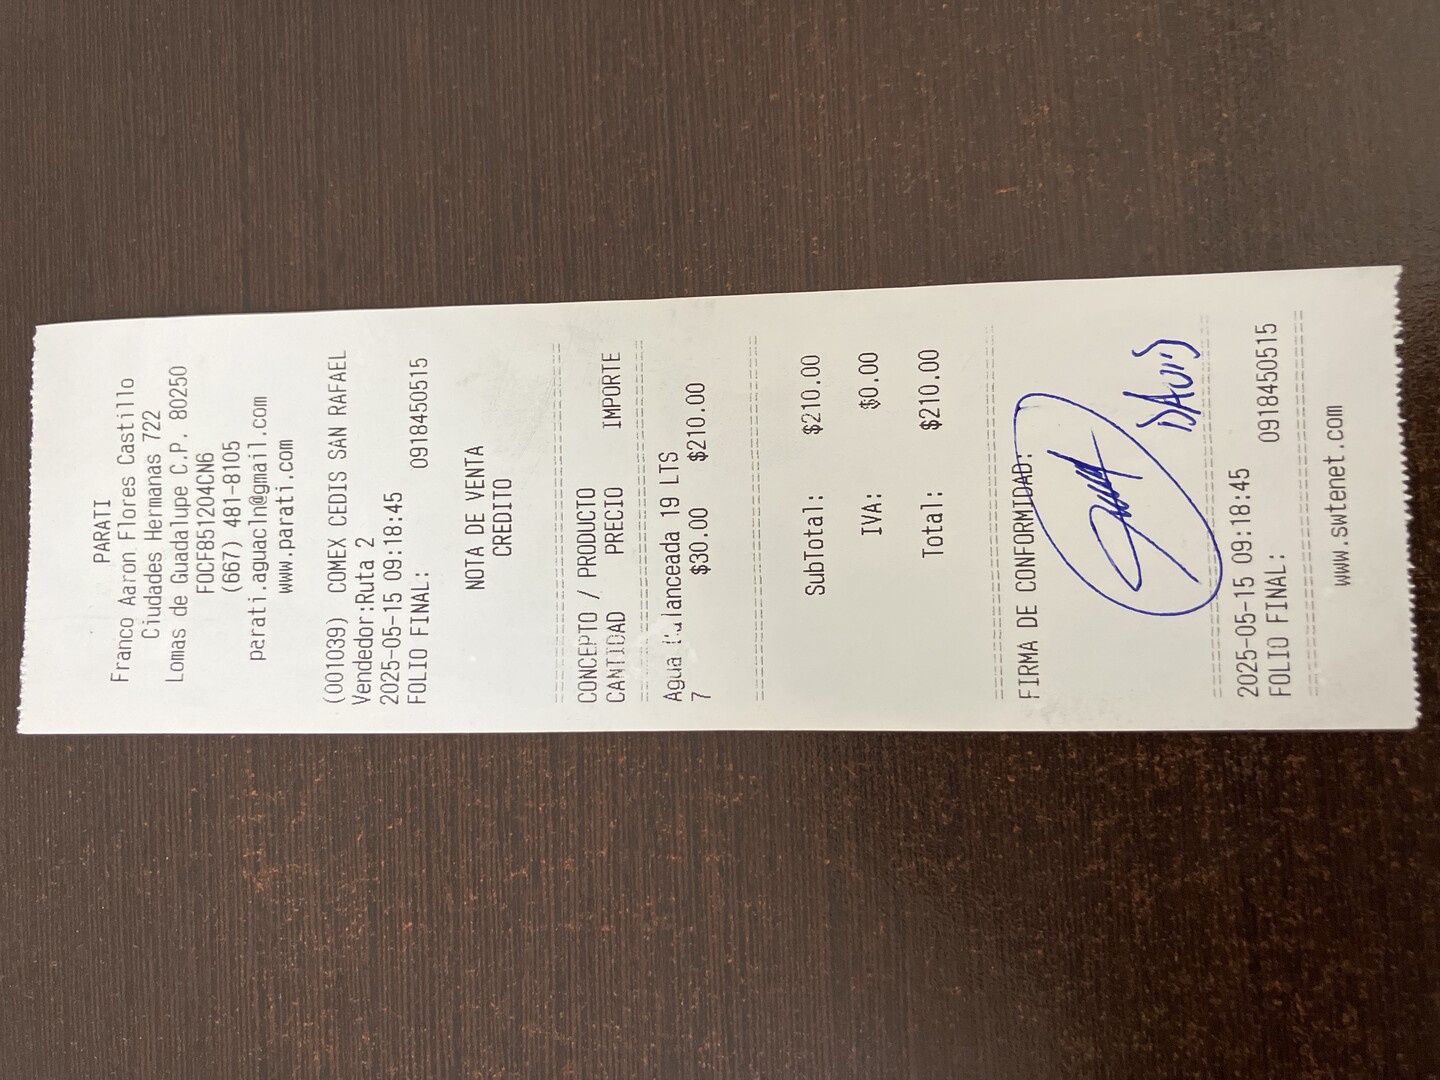 PARATI
Franco Aaron Flores Castillo
Ciudades Hermanas 722
Lomas de Guadalupe C.P. 80250
FOCF851204CN6
(667) 481-8105
parati.aguacln@gmail.com
www.parati.com
(001039) COMEX CEDIS SAN RAFAEL
Vendedor:Ruta 2
2025-05-15 09:18:45
FOLIO FINAL: 0918450515
NOTA DE VENTA
CREDITO
CONCEPTO / PRODUCTO
CANTIDAD PRECIO IMPORTE
Agua Balanceada 19 LTS
7 $30.00 $210.00
SubTotal: $210.00
IVA: $0.00
Total: $210.00
FIRMA DE CONFORMIDAD:
DAVID
2025-05-15 09:18:45
FOLIO FINAL: 0918450515
www.swtenet.com